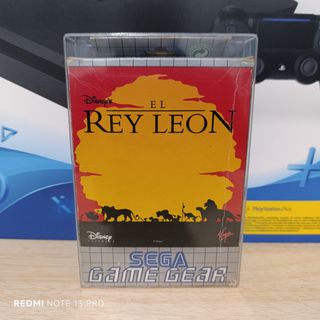 Disney's
EL
REY LEON
Disney
Virgin
SEGA
GAME GEAR
PlayStation Plus
REDMI NOTE 13 PRO